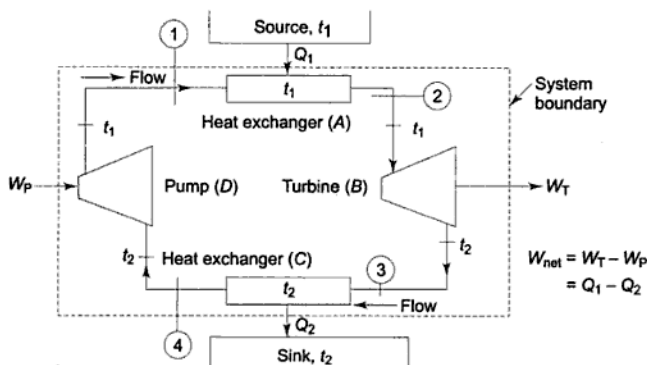 Source, t1
1
Q1
Flow
t1
2
System
boundary
t1
Heat exchanger (A)
t1
WP
Pump (D)
Turbine (B)
WT
t2
Heat exchanger (C)
t2
Wnet = WT – WP
= Q1 – Q2
3
t2
Flow
4
Q2
Sink, t2